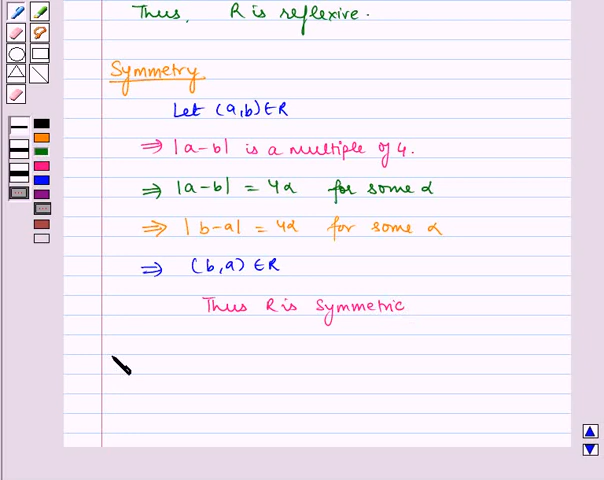 Thus, R is reflexive.
Symmetry
Let (a,b)∈R
⇒ |a-b| is a multiple of 4.
⇒ |a-b| = 4α for some α
⇒ |b-a| = 4α for some α
⇒ (b,a) ∈R
Thus R is Symmetric